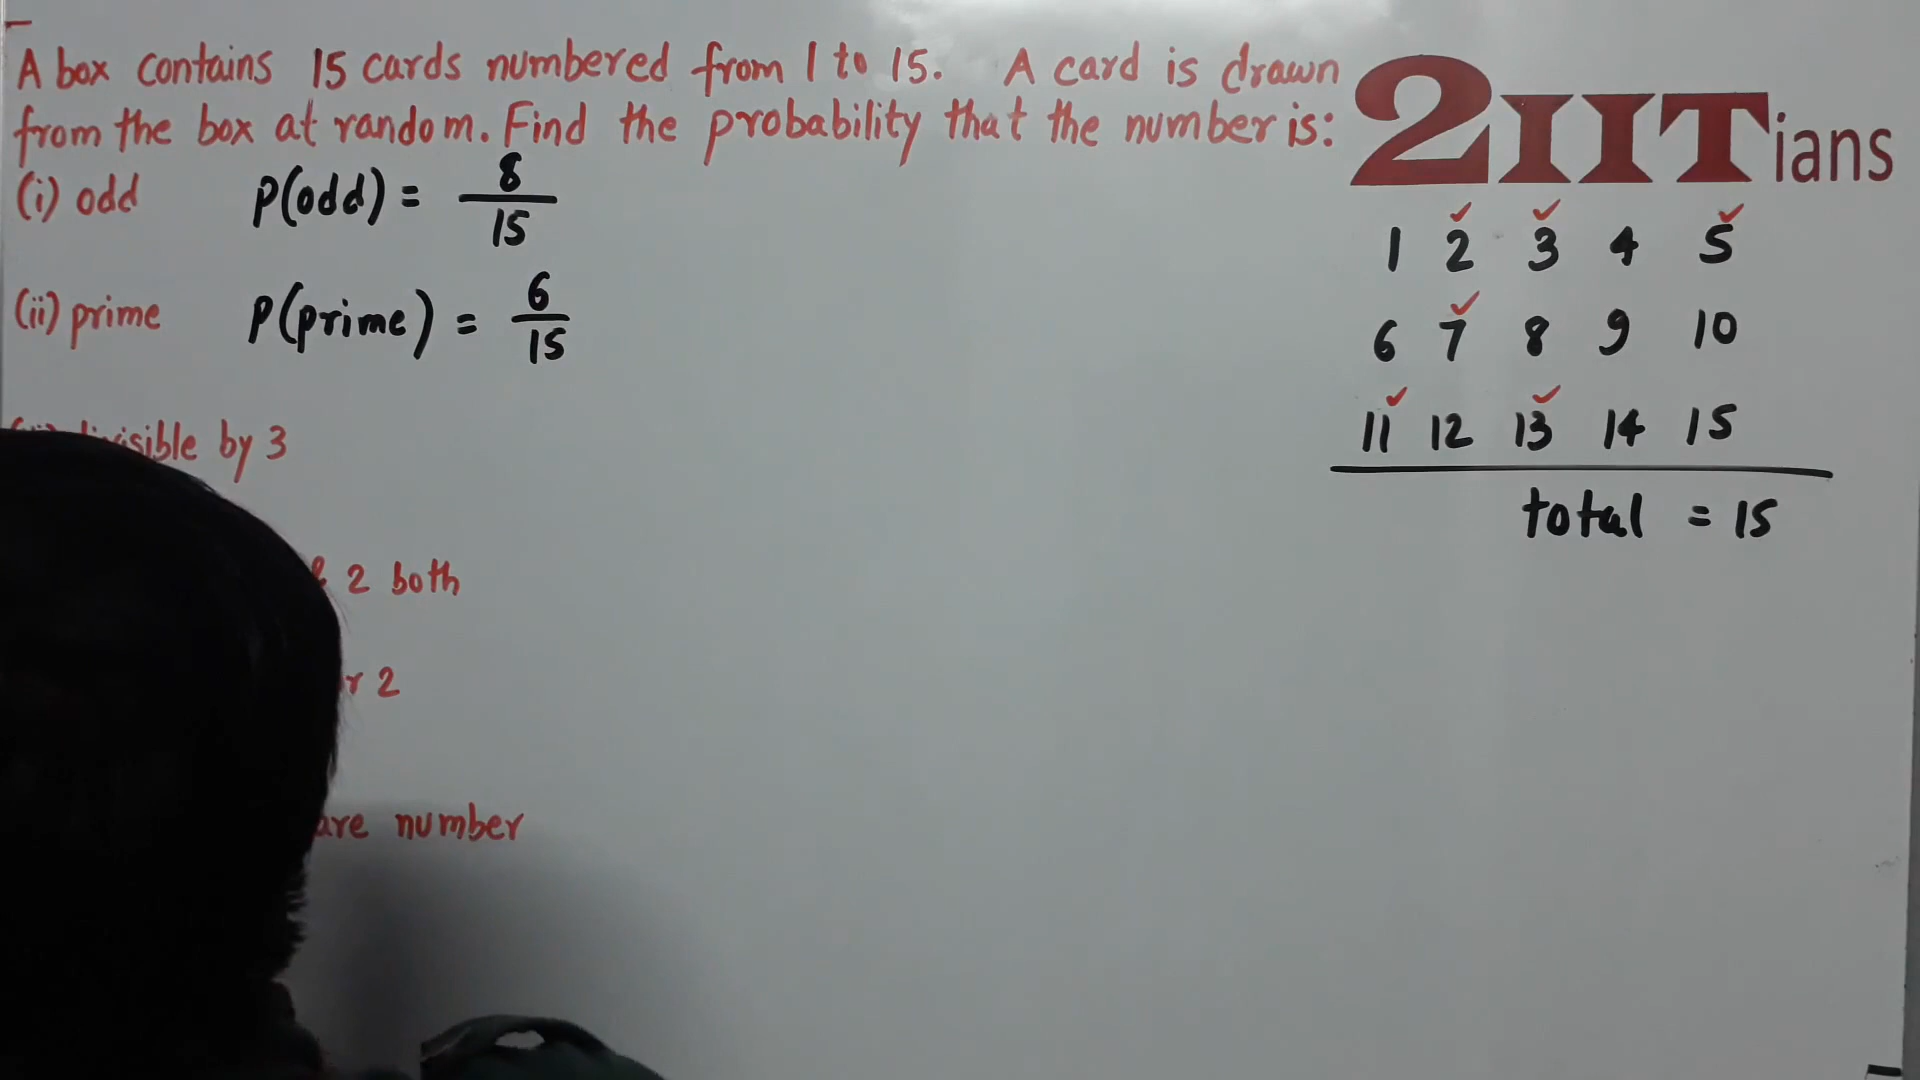 A box contains 15 cards numbered from 1 to 15. A card is drawn
from the box at random. Find the probability that the number is:
2IITians
(i) odd P(odd) = 8/15
(ii) prime P(prime) = 6/15
by 3
2 both
2
number
1 2 3 4 5
6 7 8 9 10
11 12 13 14 15
total = 15